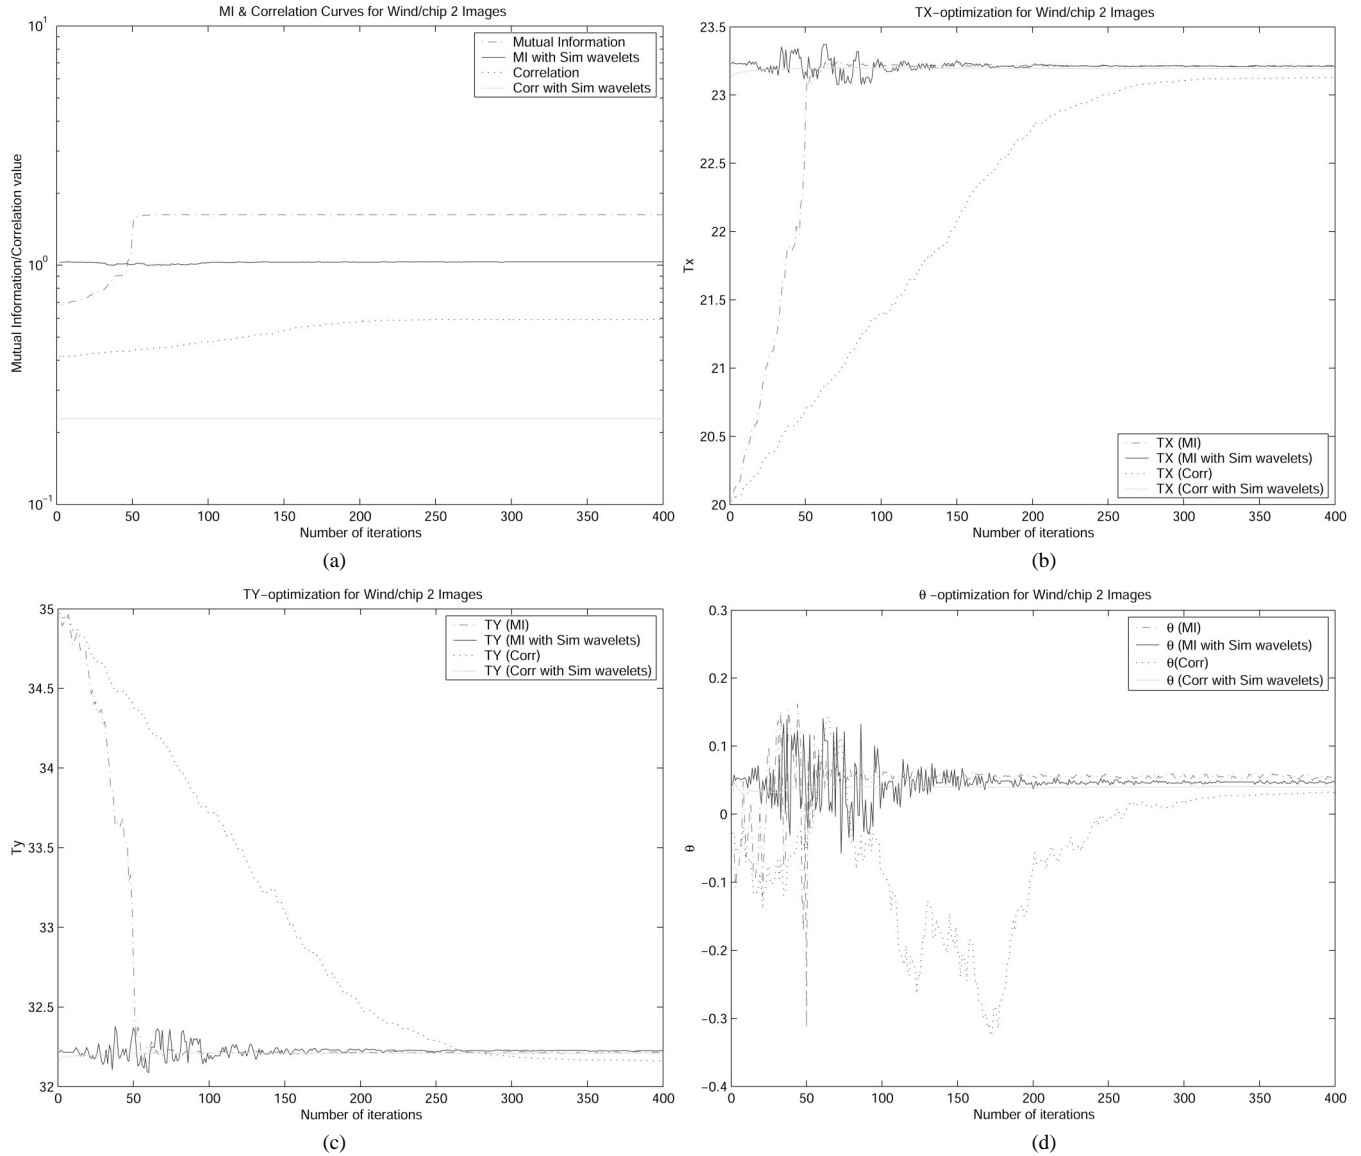 MI & Correlation Curves for Wind/chip 2 Images
10^1
10^0
10^-1
Mutual Information/Correlation value
Mutual Information
MI with Sim wavelets
Correlation
Corr with Sim wavelets
0 50 100 150 200 250 300 350 400
Number of iterations
(a)
TX-optimization for Wind/chip 2 Images
23.5
23
22.5
22
21.5
21
20.5
20
Tx
TX (MI)
TX (MI with Sim wavelets)
TX (Corr)
TX (Corr with Sim wavelets)
0 50 100 150 200 250 300 350 400
Number of iterations
(b)
TY-optimization for Wind/chip 2 Images
35
34.5
34
33.5
33
32.5
32
Ty
TY (MI)
TY (MI with Sim wavelets)
TY (Corr)
TY (Corr with Sim wavelets)
0 50 100 150 200 250 300 350 400
Number of iterations
(c)
θ -optimization for Wind/chip 2 Images
0.3
0.2
0.1
0
-0.1
-0.2
-0.3
-0.4
θ
θ (MI)
θ (MI with Sim wavelets)
θ(Corr)
θ (Corr with Sim wavelets)
0 50 100 150 200 250 300 350 400
Number of iterations
(d)